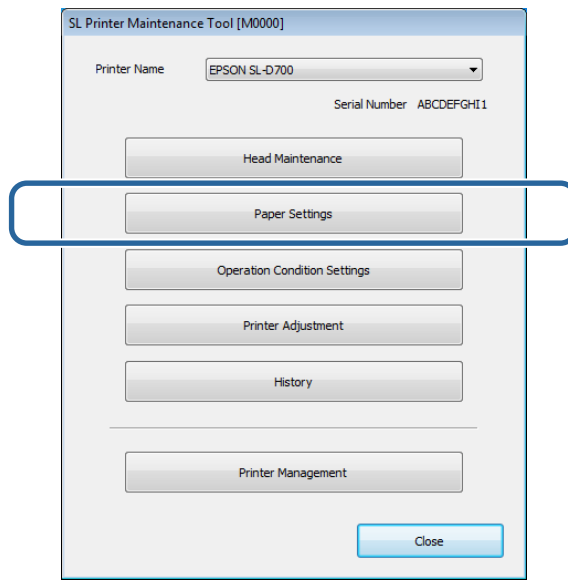 SL Printer Maintenance Tool [M0000]
Printer Name EPSON SL-D700
Serial Number ABCDEFGHI1
Head Maintenance
Paper Settings
Operation Condition Settings
Printer Adjustment
History
Printer Management
Close